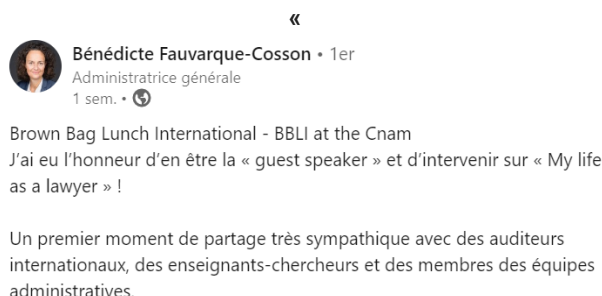 «
Bénédicte Fauvarque-Cosson • 1er
Administratrice générale
1 sem. •
Brown Bag Lunch International - BBLI at the Cnam
J’ai eu l’honneur d’en être la « guest speaker » et d’intervenir sur « My life
as a lawyer » !
Un premier moment de partage très sympathique avec des auditeurs
internationaux, des enseignants-chercheurs et des membres des équipes
administratives.